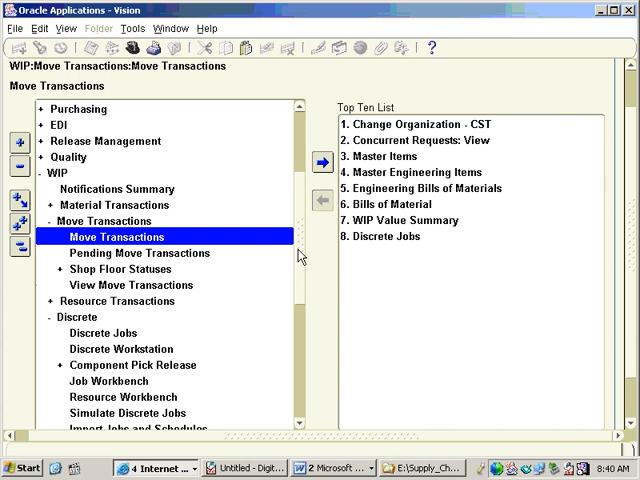 Oracle Applications - Vision
File Edit View Folder Tools Window Help
WIP:Move Transactions:Move Transactions
Move Transactions
+ Purchasing
+ EDI
+ Release Management
+ Quality
- WIP
Notifications Summary
+ Material Transactions
- Move Transactions
Move Transactions
Pending Move Transactions
+ Shop Floor Statuses
View Move Transactions
+ Resource Transactions
- Discrete
Discrete Jobs
Discrete Workstation
+ Component Pick Release
Job Workbench
Resource Workbench
Simulate Discrete Jobs
Import Jobs and Schedules
Top Ten List
1. Change Organization - CST
2. Concurrent Requests: View
3. Master Items
4. Master Engineering Items
5. Engineering Bills of Materials
6. Bills of Material
7. WIP Value Summary
8. Discrete Jobs
Start
4 Internet ...
Untitled - Digit...
2 Microsoft ...
E:\Supply_Ch...
8:40 AM